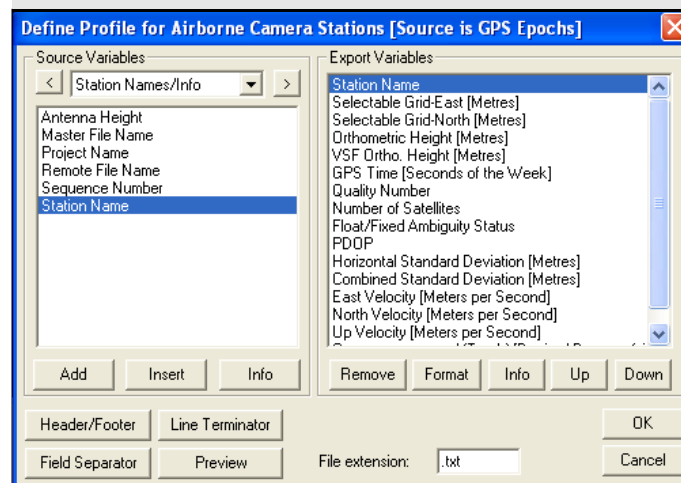 Define Profile for Airborne Camera Stations [Source is GPS Epochs]
Source Variables
<
Station Names/Info
>
Antenna Height
Master File Name
Project Name
Remote File Name
Sequence Number
Station Name
Add
Insert
Info
Export Variables
Station Name
Selectable Grid-East [Metres]
Selectable Grid-North [Metres]
Orthometric Height [Metres]
VSF Ortho. Height [Metres]
GPS Time [Seconds of the Week]
Quality Number
Number of Satellites
Float/Fixed Ambiguity Status
PDOP
Horizontal Standard Deviation [Metres]
Combined Standard Deviation [Metres]
East Velocity [Meters per Second]
North Velocity [Meters per Second]
Up Velocity [Meters per Second]
Remove
Format
Info
Up
Down
Header/Footer
Line Terminator
OK
Field Separator
Preview
File extension:
.txt
Cancel